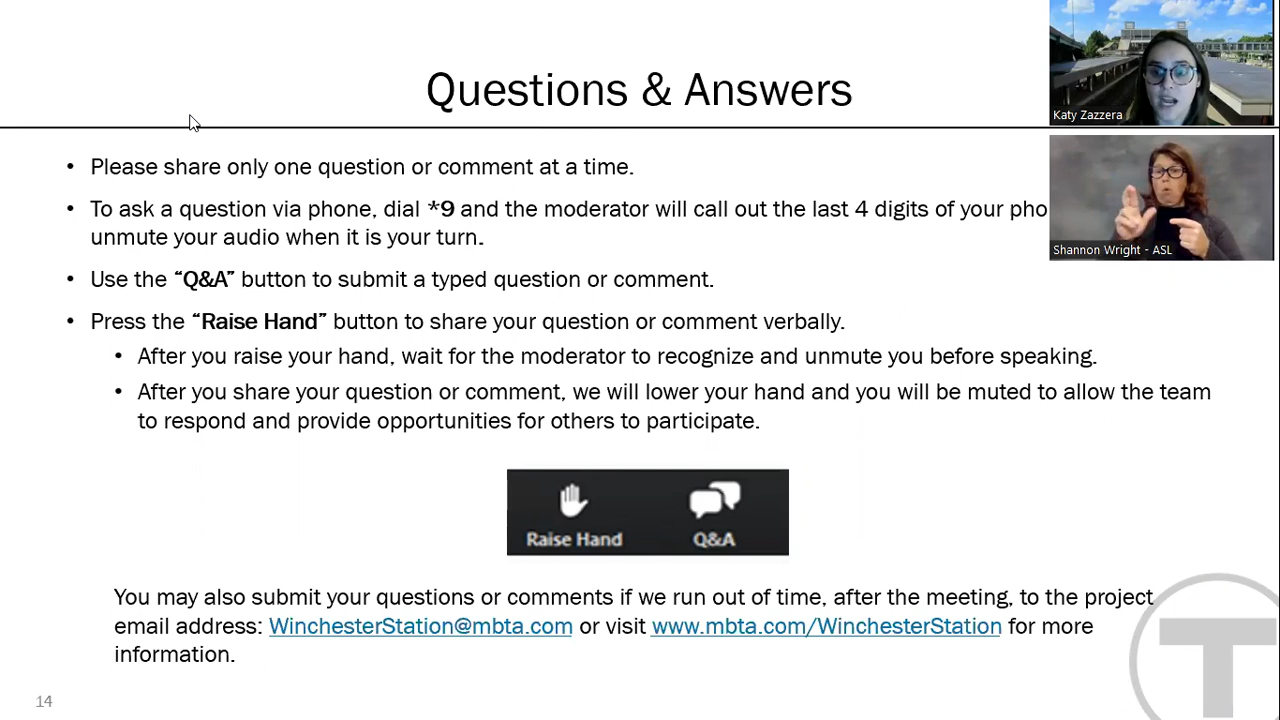 Questions & Answers
Katy Zazzera
• Please share only one question or comment at a time.
• To ask a question via phone, dial *9 and the moderator will call out the last 4 digits of your pho
unmute your audio when it is your turn.
Shannon Wright - ASL
• Use the “Q&A” button to submit a typed question or comment.
• Press the “Raise Hand” button to share your question or comment verbally.
• After you raise your hand, wait for the moderator to recognize and unmute you before speaking.
• After you share your question or comment, we will lower your hand and you will be muted to allow the team
to respond and provide opportunities for others to participate.
Raise Hand Q&A
You may also submit your questions or comments if we run out of time, after the meeting, to the project
email address: WinchesterStation@mbta.com or visit www.mbta.com/WinchesterStation for more
information.
T
14